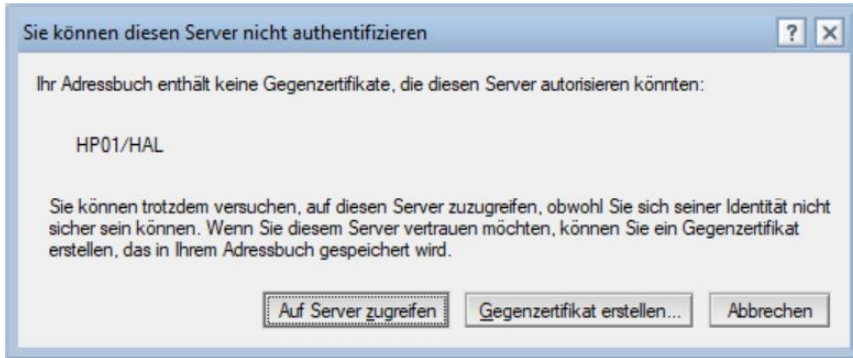 Sie können diesen Server nicht authentifizieren
Ihr Adressbuch enthält keine Gegenzertifikate, die diesen Server autorisieren könnten:
HP01/HAL
Sie können trotzdem versuchen, auf diesen Server zuzugreifen, obwohl Sie sich seiner Identität nicht
sicher sein können. Wenn Sie diesem Server vertrauen möchten, können Sie ein Gegenzertifikat
erstellen, das in Ihrem Adressbuch gespeichert wird.
Auf Server zugreifen Gegenzertifikat erstellen... Abbrechen